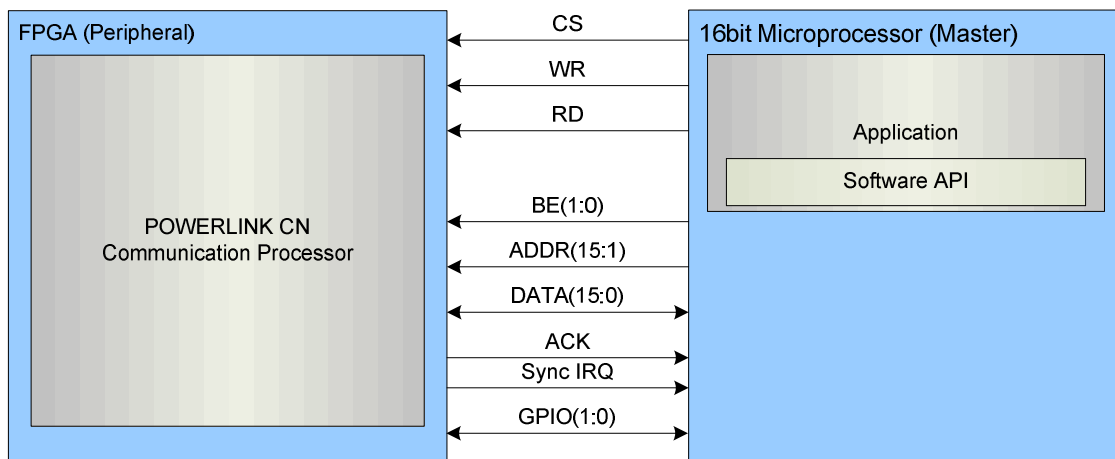 FPGA (Peripheral)
POWERLINK CN
Communication Processor
CS
WR
RD
BE(1:0)
ADDR(15:1)
DATA(15:0)
ACK
Sync IRQ
GPIO(1:0)
16bit Microprocessor (Master)
Application
Software API